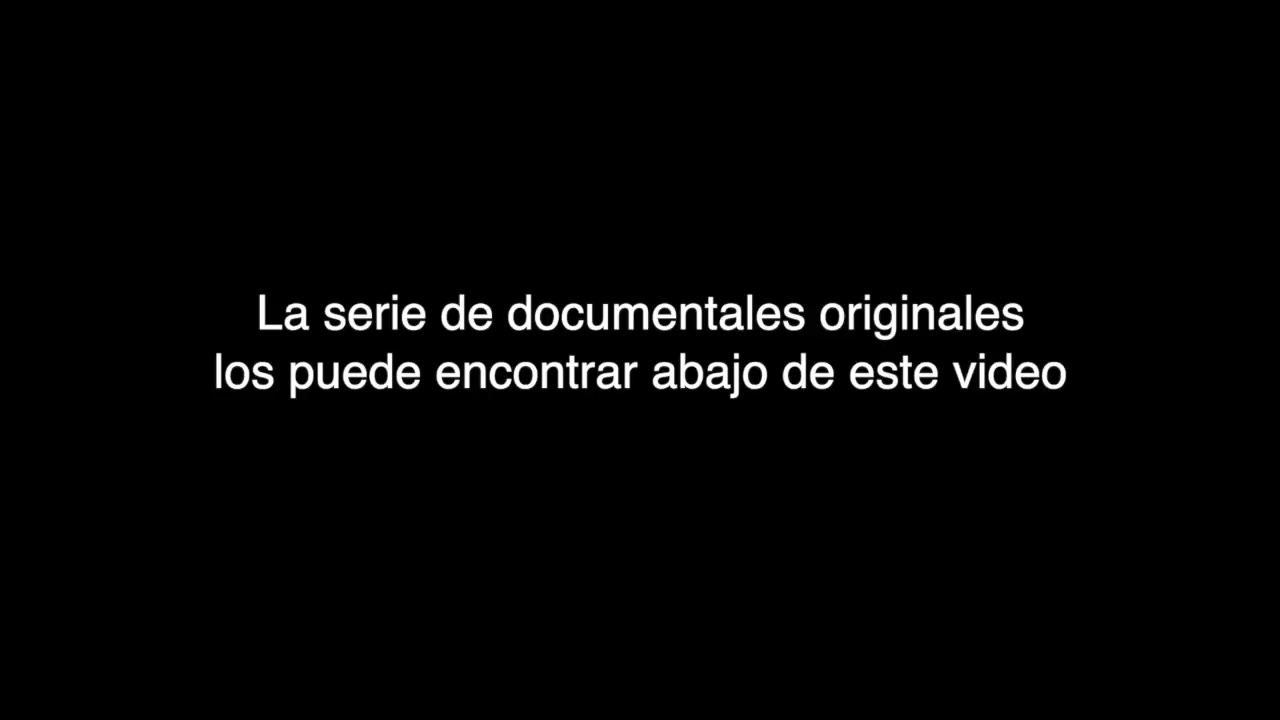 La serie de documentales originales
los puede encontrar abajo de este video